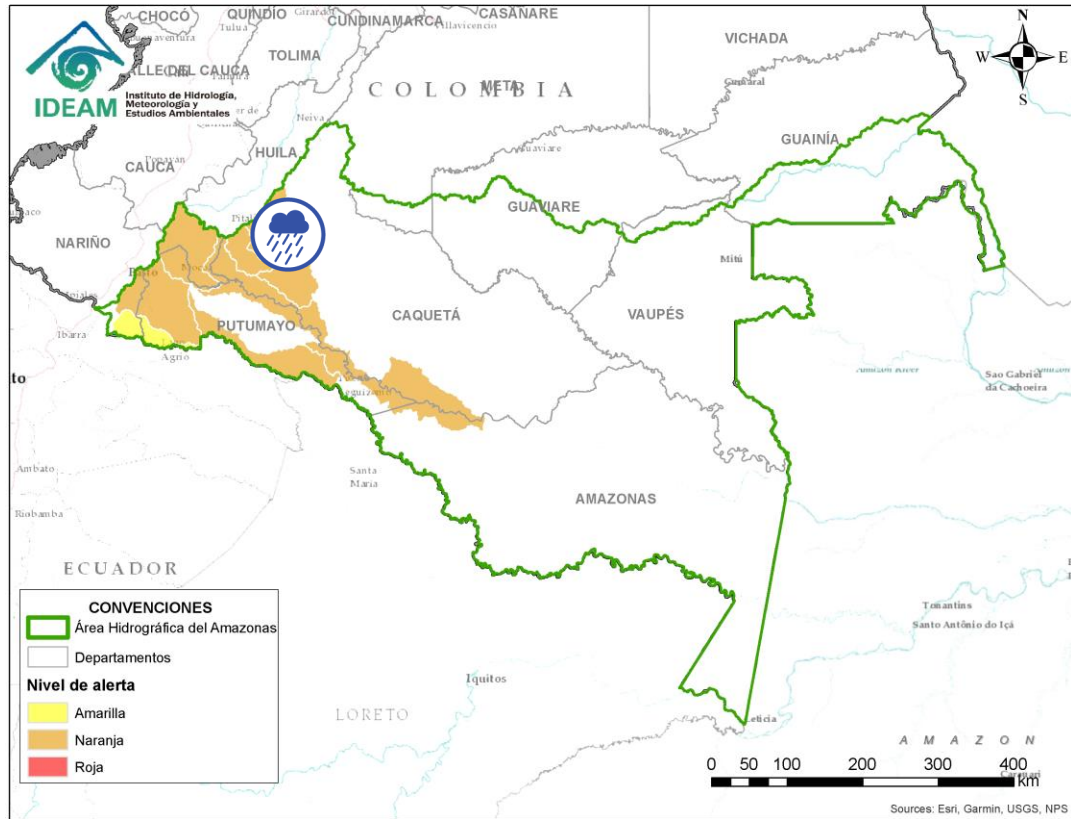 CHOCÓ
QUINDÍO
CUNDINAMARCA
CASANARE
Tulua
Villavicencio
VICHADA
TOLIMA
VALLE DEL CAUCA
IDEAM
Instituto de Hidrología,
Meteorología y
Estudios Ambientales
COLOMBIA
META
Neiva
N
W
E
S
CAUCA
HUILA
GUAINÍA
GUAVIARE
NARIÑO
Mitú
CAQUETÁ
VAUPÉS
PUTUMAYO
Ibarra
Agrio
Sao Gabriel
da Cachoeira
Santa
Maria
AMAZONAS
Ambato
Riobamba
ECUADOR
CONVENCIONES
Área Hidrográfica del Amazonas
Departamentos
Nivel de alerta
Amarilla
Naranja
Roja
Tonantins
Santo Antônio do Içá
Iquitos
LORETO
Leticia
AMAZON
0 50 100 200 300 400
km
Sources: Esri, Garmin, USGS, NPS